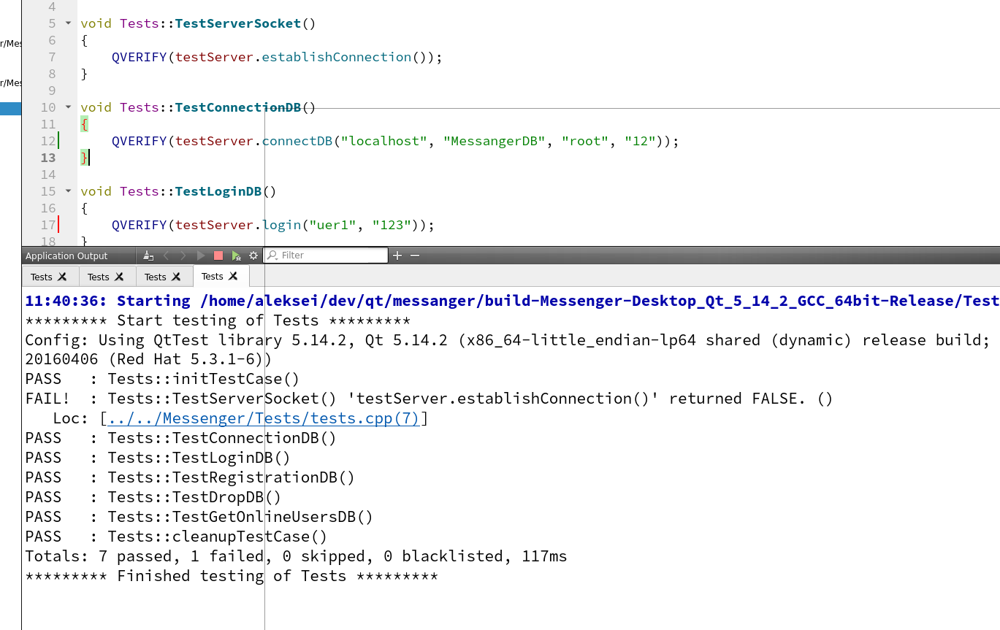 4
5 void Tests::TestServerSocket()
r/Mes
6 {
7 QVERIFY(testServer.establishConnection());
8 }
r/Mes
9
10 void Tests::TestConnectionDB()
11 {
12 QVERIFY(testServer.connectDB("localhost", "MessangerDB", "root", "12"));
13 }
14
15 void Tests::TestLoginDB()
16 {
17 QVERIFY(testServer.login("uer1", "123"));
18 }
Application Output Filter
Tests Tests Tests Tests
11:40:36: Starting /home/aleksei/dev/qt/messanger/build-Messenger-Desktop_Qt_5_14_2_GCC_64bit-Release/Test
********* Start testing of Tests *********
Config: Using QtTest library 5.14.2, Qt 5.14.2 (x86_64-little_endian-lp64 shared (dynamic) release build;
20160406 (Red Hat 5.3.1-6))
PASS   : Tests::initTestCase()
FAIL!  : Tests::TestServerSocket() 'testServer.establishConnection()' returned FALSE. ()
Loc: [../../Messenger/Tests/tests.cpp(7)]
PASS   : Tests::TestConnectionDB()
PASS   : Tests::TestLoginDB()
PASS   : Tests::TestRegistrationDB()
PASS   : Tests::TestDropDB()
PASS   : Tests::TestGetOnlineUsersDB()
PASS   : Tests::cleanupTestCase()
Totals: 7 passed, 1 failed, 0 skipped, 0 blacklisted, 117ms
********* Finished testing of Tests *********